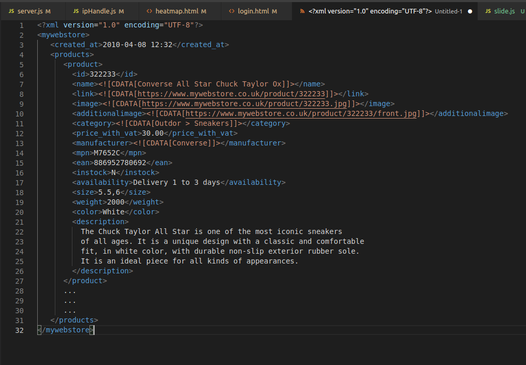 server.js M ipHandle.js M heatmap.html M login.html M <?xml version="1.0" encoding="UTF-8"?> Untitled-1 slide.js U
1 <?xml version="1.0" encoding="UTF-8"?>
2 <mywebstore>
3 <created_at>2010-04-08 12:32</created_at>
4 <products>
5 <product>
6 <id>322233</id>
7 <name><![CDATA[Converse All Star Chuck Taylor Ox]]></name>
8 <link><![CDATA[https://www.mywebstore.co.uk/product/322233]]></link>
9 <image><![CDATA[https://www.mywebstore.co.uk/product/322233.jpg]]></image>
10 <additionalimage><![CDATA[https://www.mywebstore.co.uk/product/322233/front.jpg]]></additionalimage>
11 <category><![CDATA[Outdor > Sneakers]]></category>
12 <price_with_vat>30.00</price_with_vat>
13 <manufacturer><![CDATA[Converse]]></manufacturer>
14 <mpn>M7652C</mpn>
15 <ean>886952780692</ean>
16 <instock>N</instock>
17 <availability>Delivery 1 to 3 days</availability>
18 <size>5.5,6</size>
19 <weight>2000</weight>
20 <color>White</color>
21 <description>
22 The Chuck Taylor All Star is one of the most iconic sneakers
23 of all ages. It is a unique design with a classic and comfortable
24 fit, in white color, with durable non-slip exterior rubber sole.
25 It is an ideal piece for all kinds of appearances.
26 </description>
27 </product>
28 ...
29 ...
30 ...
31 </products>
32 </mywebstore>